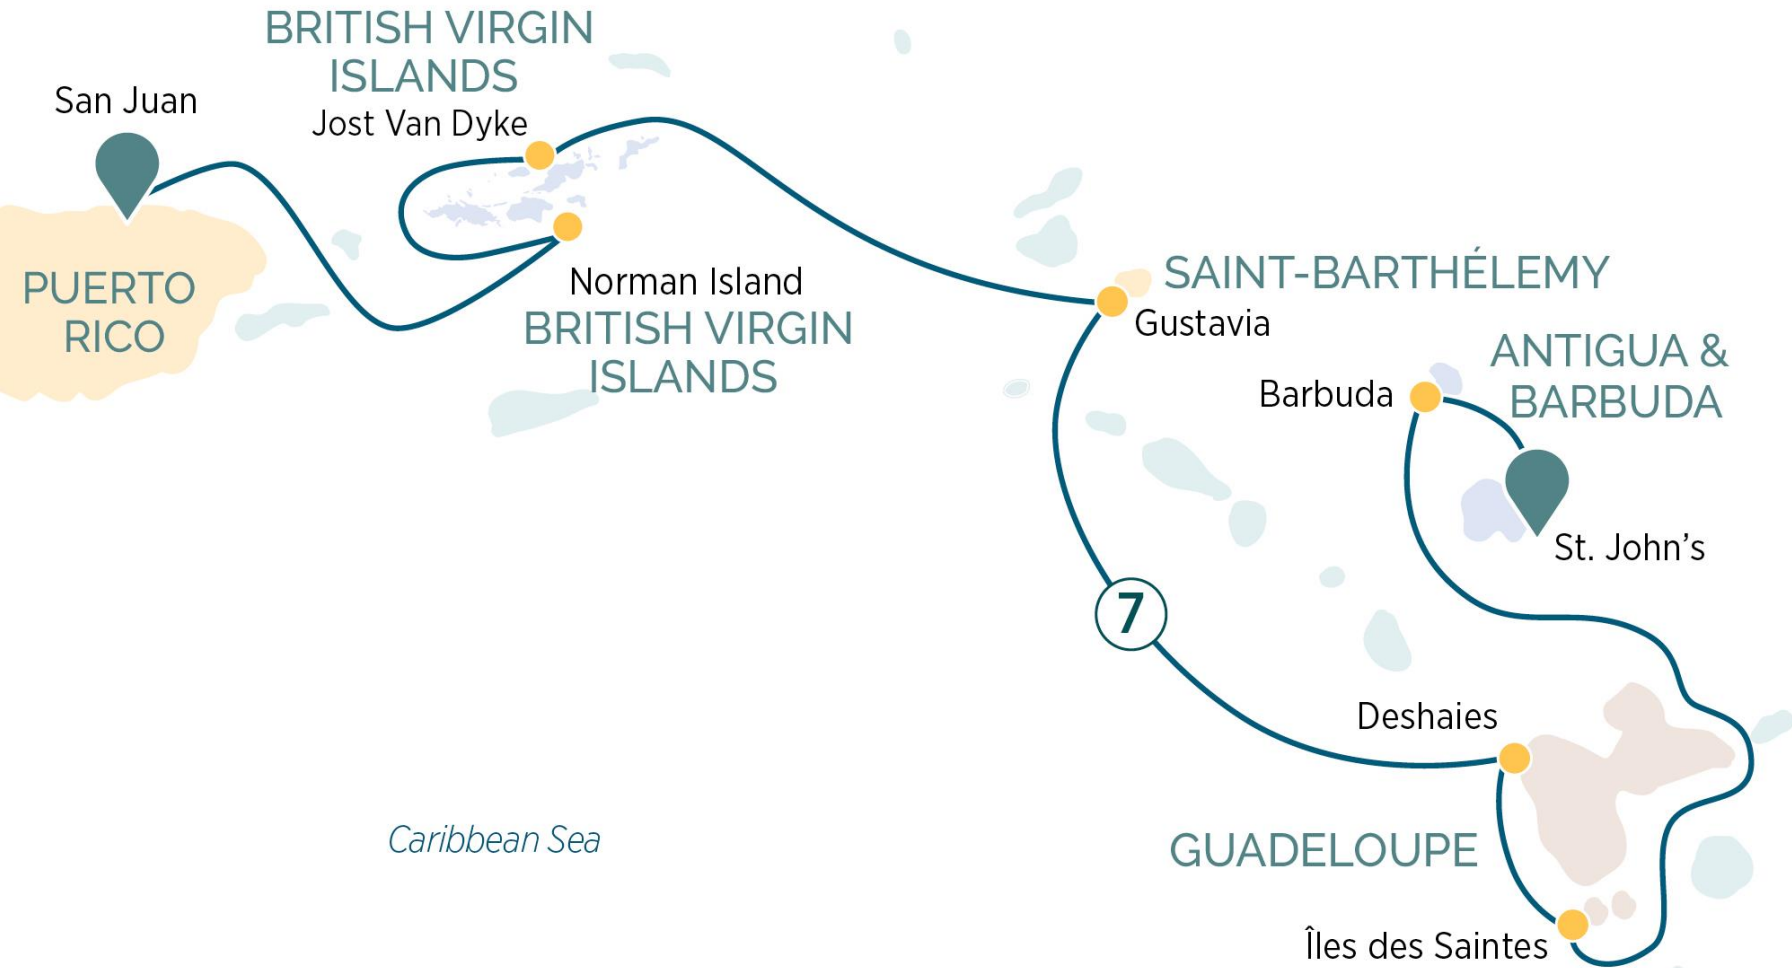 BRITISH VIRGIN
ISLANDS
San Juan
Jost Van Dyke
PUERTO
RICO
Norman Island
BRITISH VIRGIN
ISLANDS
SAINT-BARTHÉLEMY
Gustavia
ANTIGUA &
BARBUDA
Barbuda
St. John’s
7
Deshaies
Caribbean Sea
GUADELOUPE
Îles des Saintes